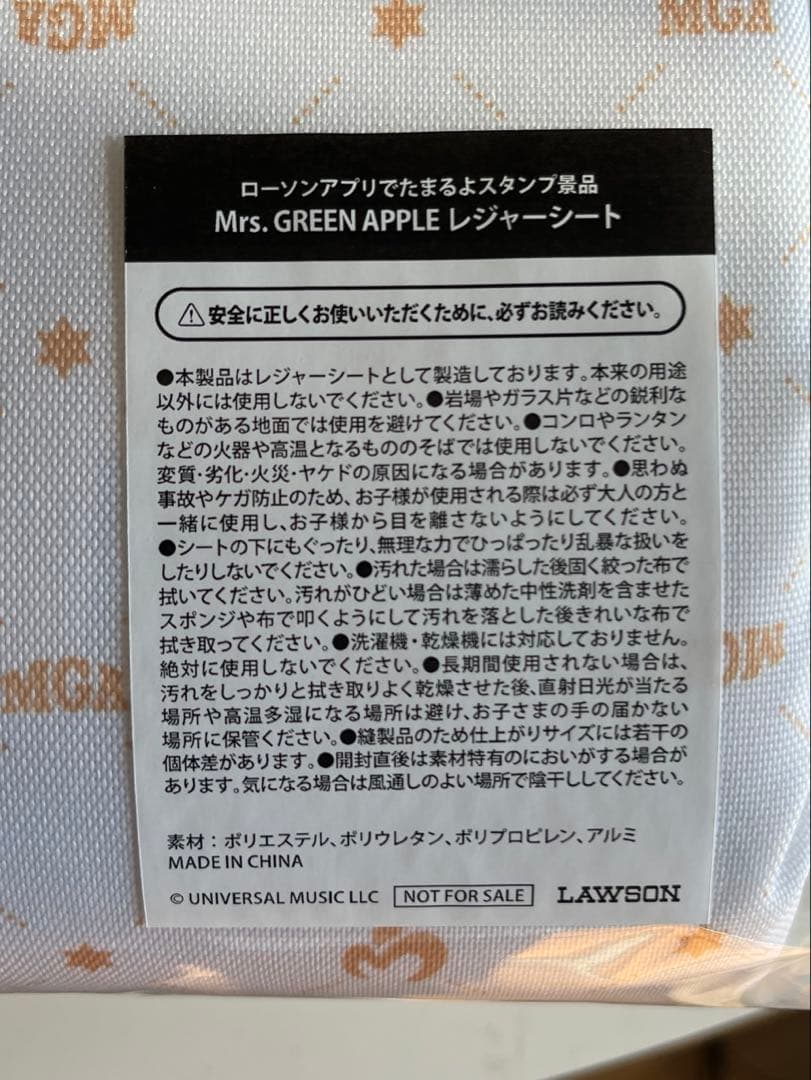 MGA
MGA
ローソンアプリでたまるよスタンプ景品
Mrs. GREEN APPLE レジャーシート
⚠安全に正しくお使いいただくために、必ずお読みください。
●本製品はレジャーシートとして製造しております。本来の用途
以外には使用しないでください。●岩場やガラス片などの鋭利な
ものがある地面では使用を避けてください。●コンロやランタン
などの火器や高温となるもののそばでは使用しないでください。
変質・劣化・火災・ヤケドの原因になる場合があります。●思わぬ
事故やケガ防止のため、お子様が使用される際は必ず大人の方と
一緒に使用し、お子様から目を離さないようにしてください。
●シートの下にもぐったり、無理な力でひっぱったり乱暴な扱いを
したりしないでください。●汚れた場合は濡らした後固く絞った布で
拭いてください。汚れがひどい場合は薄めた中性洗剤を含ませた
スポンジや布で叩くようにして汚れを落とした後きれいな布で
拭き取ってください。●洗濯機・乾燥機には対応しておりません。
絶対に使用しないでください。●長期間使用されない場合は、
汚れをしっかりと拭き取りよく乾燥させた後、直射日光が当たる
場所や高温多湿になる場所は避け、お子さまの手の届かない
場所に保管ください。●縫製品のため仕上がりサイズには若干の
個体差があります。●開封直後は素材特有のにおいがする場合が
あります。気になる場合は風通しのよい場所で陰干ししてください。
素材：ポリエステル、ポリウレタン、ポリプロピレン、アルミ
MADE IN CHINA
© UNIVERSAL MUSIC LLC NOT FOR SALE LAWSON
MGA